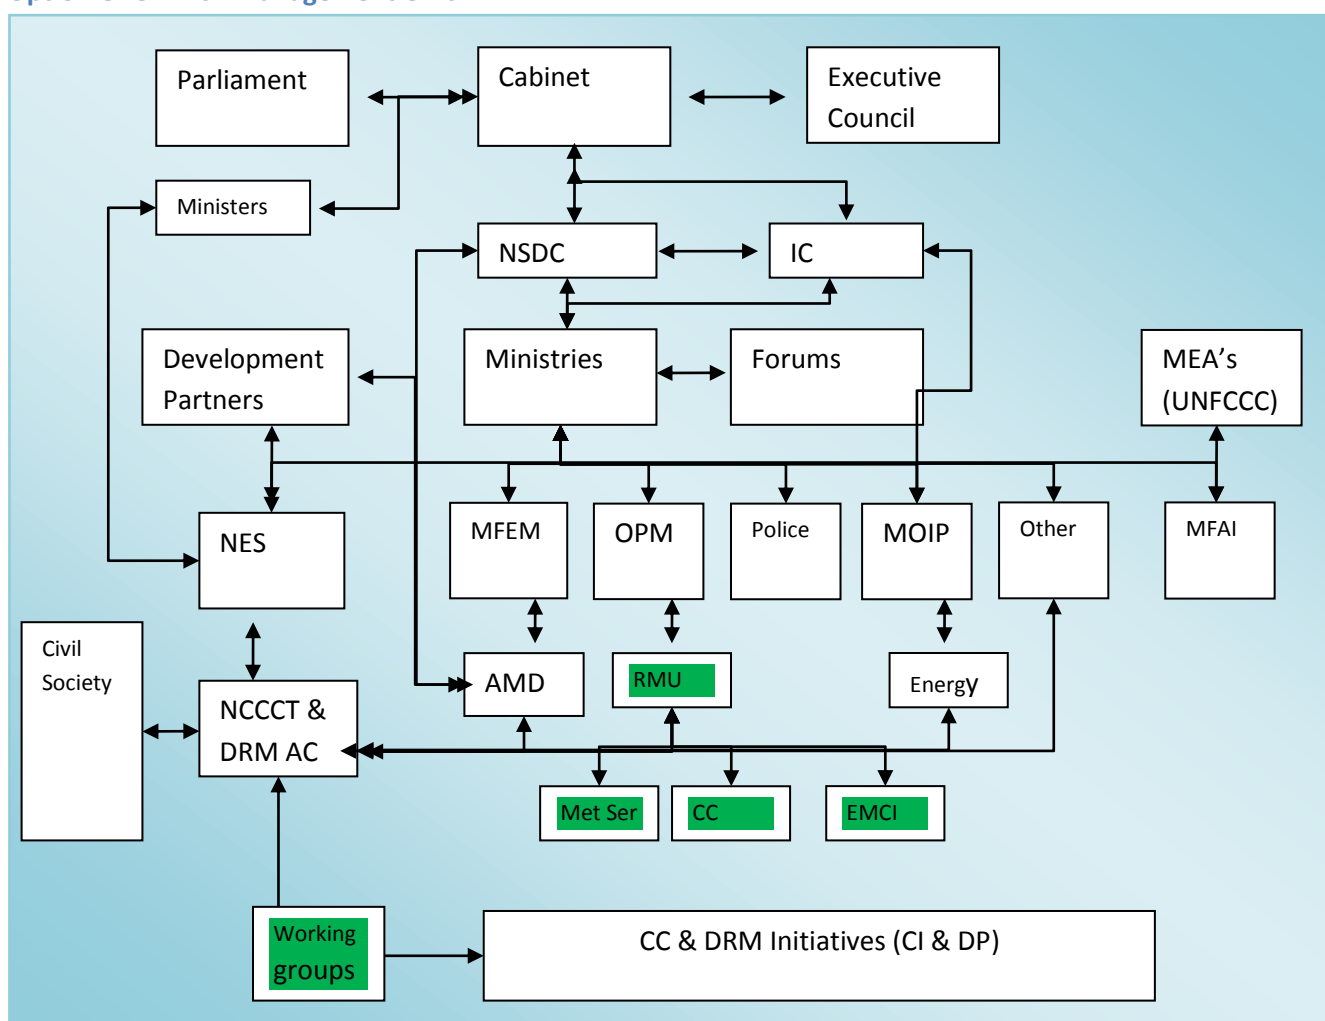 Parliament
Cabinet
Executive
Council
Ministers
NSDC
IC
Development
Partners
Ministries
Forums
MEA's
(UNFCCC)
NES
MFEM
OPM
Police
MOIP
Other
MFAI
Civil
Society
NCCCT &
DRM AC
AMD
RMU
Energy
Met Ser
CC
EMCI
Working
groups
CC & DRM Initiatives (CI & DP)